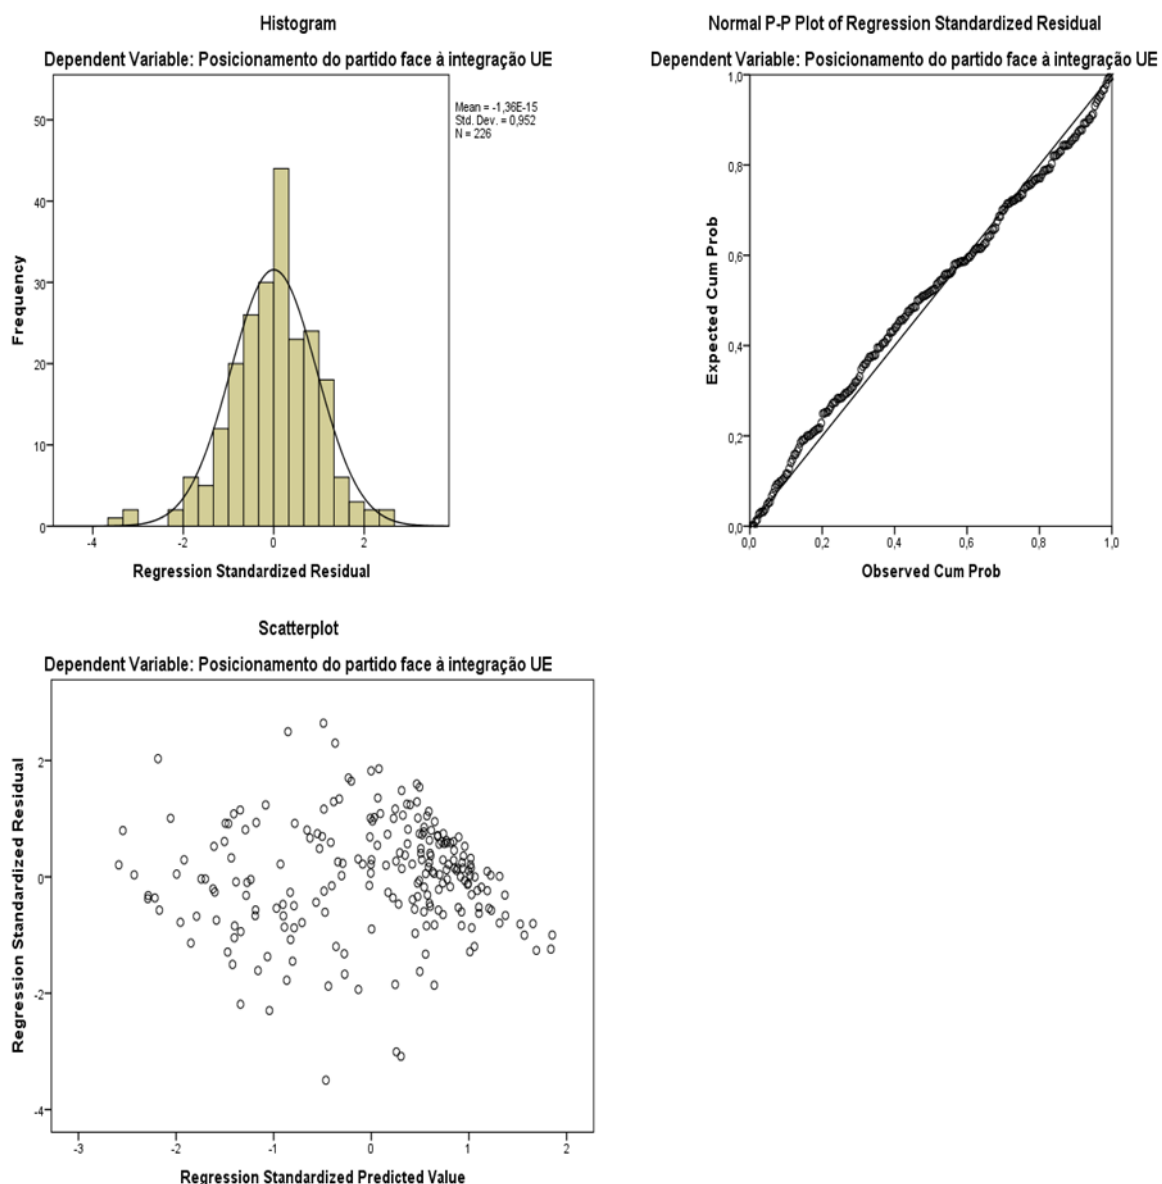 Histogram
Dependent Variable: Posicionamento do partido face à integração UE
Mean = -1,36E-15
Std. Dev. = 0,952
N = 226
50
40
30
20
10
0
Frequency
-4
-2
0
2
Regression Standardized Residual
Normal P-P Plot of Regression Standardized Residual
Dependent Variable: Posicionamento do partido face à integração UE
1,0
0,8
0,6
0,4
0,2
0,0
Expected Cum Prob
0,0
0,2
0,4
0,6
0,8
1,0
Observed Cum Prob
Scatterplot
Dependent Variable: Posicionamento do partido face à integração UE
2
0
-2
-4
Regression Standardized Residual
-3
-2
-1
0
1
2
Regression Standardized Predicted Value